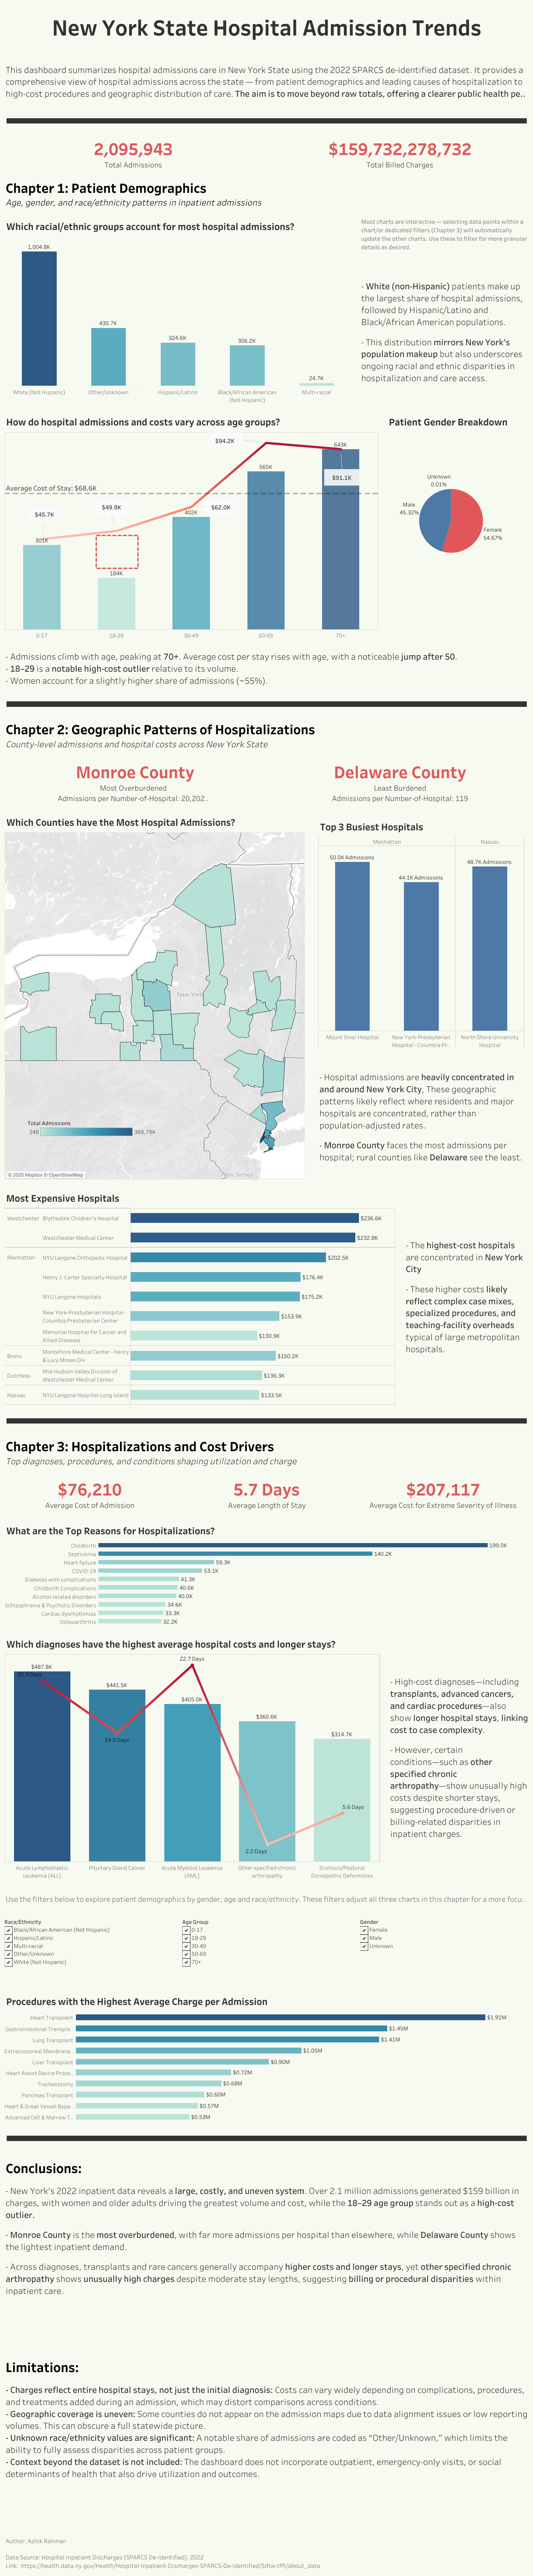 New York State Hospital Admission Trends
This dashboard summarizes hospital admissions care in New York State using the 2022 SPARCS de-identified dataset. It provides a
comprehensive view of hospital admissions across the state — from patient demographics and leading causes of hospitalization to
high-cost procedures and geographic distribution of care. The aim is to move beyond raw totals, offering a clearer public health pe..
2,095,943
Total Admissions
$159,732,278,732
Total Billed Charges
Chapter 1: Patient Demographics
Age, gender, and race/ethnicity patterns in inpatient admissions
Which racial/ethnic groups account for most hospital admissions?
Most charts are interactive — selecting data points within a
chart/or dedicated filters (Chapter 3) will automatically
update the other charts. Use these to filter for more granular
details as desired.
1,004.8K
435.7K
324.6K
306.2K
24.7K
White (Not Hispanic)
Other/Unknown
Hispanic/Latino
Black/African American
(Not Hispanic)
Multi-racial
- White (non-Hispanic) patients make up
the largest share of hospital admissions,
followed by Hispanic/Latino and
Black/African American populations.
- This distribution mirrors New York's
population makeup but also underscores
ongoing racial and ethnic disparities in
hospitalization and care access.
How do hospital admissions and costs vary across age groups?
$94.2K
643K
565K
$91.1K
Average Cost of Stay: $68.6K
$45.7K
$49.9K
$62.0K
402K
301K
184K
0-17
18-29
30-49
50-69
70+
Patient Gender Breakdown
Unknown
0.01%
Male
45.32%
Female
54.67%
- Admissions climb with age, peaking at 70+. Average cost per stay rises with age, with a noticeable jump after 50.
- 18–29 is a notable high-cost outlier relative to its volume.
- Women account for a slightly higher share of admissions (~55%).
Chapter 2: Geographic Patterns of Hospitalizations
County-level admissions and hospital costs across New York State
Monroe County
Most Overburdened
Admissions per Number-of-Hospital: 20,202..
Delaware County
Least Burdened
Admissions per Number-of-Hospital: 119
Which Counties have the Most Hospital Admissions?
New York
Total Admissions
248
369,794
© 2025 Mapbox © OpenStreetMap
New Jersey
Top 3 Busiest Hospitals
Manhattan
Nassau
50.0K Admissions
44.1K Admissions
48.7K Admissions
Mount Sinai Hospital
New York-Presbyterian
Hospital - Columbia Pr..
North Shore University
Hospital
- Hospital admissions are heavily concentrated in
and around New York City, These geographic
patterns likely reflect where residents and major
hospitals are concentrated, rather than
population-adjusted rates.
- Monroe County faces the most admissions per
hospital; rural counties like Delaware see the least.
Most Expensive Hospitals
Westchester Blythedale Children's Hospital $236.6K
Westchester Medical Center $232.8K
Manhattan NYU Langone Orthopedic Hospital $202.5K
Henry J. Carter Specialty Hospital $176.4K
NYU Langone Hospitals $175.2K
New York-Presbyterian Hospital -
Columbia Presbyterian Center $153.9K
Memorial Hospital for Cancer and
Allied Diseases $130.9K
Bronx Montefiore Medical Center - Henry
& Lucy Moses Div $150.2K
Dutchess Mid-Hudson Valley Division of
Westchester Medical Center $136.3K
Nassau NYU Langone Hospital-Long Island $133.5K
- The highest-cost hospitals
are concentrated in New York
City
- These higher costs likely
reflect complex case mixes,
specialized procedures, and
teaching-facility overheads
typical of large metropolitan
hospitals.
Chapter 3: Hospitalizations and Cost Drivers
Top diagnoses, procedures, and conditions shaping utilization and charge
$76,210
Average Cost of Admission
5.7 Days
Average Length of Stay
$207,117
Average Cost for Extreme Severity of Illness
What are the Top Reasons for Hospitalizations?
Childbirth 199.0K
Septicemia 140.2K
Heart failure 59.3K
COVID-19 53.1K
Diabetes with complications 41.3K
Childbirth Complications 40.6K
Alcohol-related disorders 40.0K
Schizophrenia & Psychotic Disorders 34.6K
Cardiac dysrhythmias 33.3K
Osteoarthritis 32.2K
Which diagnoses have the highest average hospital costs and longer stays?
$487.8K
$441.5K
22.7 Days
$405.0K
$360.6K
$314.7K
14.9 Days
2.0 Days
5.6 Days
Acute Lymphoblastic
Leukemia (ALL)
Pituitary Gland Cancer
Acute Myeloid Leukemia
(AML)
Other specified chronic
arthropathy
Scoliosis/Postural
Dorsopathic Deformities
- High-cost diagnoses—including
transplants, advanced cancers,
and cardiac procedures—also
show longer hospital stays, linking
cost to case complexity.
- However, certain
conditions—such as other
specified chronic
arthropathy—show unusually high
costs despite shorter stays,
suggesting procedure-driven or
billing-related disparities in
inpatient charges.
Use the filters below to explore patient demographics by gender, age and race/ethnicity. These filters adjust all three charts in this chapter for a more focu..
Race/Ethnicity
Black/African American (Not Hispanic)
Hispanic/Latino
Multi-racial
Other/Unknown
White (Not Hispanic)
Age Group
0-17
18-29
30-49
50-69
70+
Gender
Female
Male
Unknown
Procedures with the Highest Average Charge per Admission
Heart Transplant $1.91M
Gastrointestinal Transpla.. $1.45M
Lung Transplant $1.41M
Extracorporeal Membrane.. $1.05M
Liver Transplant $0.90M
Heart Assist Device Proce.. $0.72M
Tracheostomy $0.68M
Pancreas Transplant $0.60M
Heart & Great Vessel Bypa.. $0.57M
Advanced Cell & Marrow T.. $0.53M
Conclusions:
- New York's 2022 inpatient data reveals a large, costly, and uneven system. Over 2.1 million admissions generated $159 billion in
charges, with women and older adults driving the greatest volume and cost, while the 18–29 age group stands out as a high-cost
outlier.
- Monroe County is the most overburdened, with far more admissions per hospital than elsewhere, while Delaware County shows
the lightest inpatient demand.
- Across diagnoses, transplants and rare cancers generally accompany higher costs and longer stays, yet other specified chronic
arthropathy shows unusually high charges despite moderate stay lengths, suggesting billing or procedural disparities within
inpatient care.
Limitations:
- Charges reflect entire hospital stays, not just the initial diagnosis: Costs can vary widely depending on complications, procedures,
and treatments added during an admission, which may distort comparisons across conditions.
- Geographic coverage is uneven: Some counties do not appear on the admission maps due to data alignment issues or low reporting
volumes. This can obscure a full statewide picture.
- Unknown race/ethnicity values are significant: A notable share of admissions are coded as “Other/Unknown,” which limits the
ability to fully assess disparities across patient groups.
- Context beyond the dataset is not included: The dashboard does not incorporate outpatient, emergency-only visits, or social
determinants of health that also drive utilization and outcomes.
Author: Ashik Rahman
Data Source: Hospital Inpatient Discharges (SPARCS De-Identified): 2022
Link: https://health.data.ny.gov/Health/Hospital-Inpatient-Discharges-SPARCS-De-Identified/5dtw-tffi/about_data